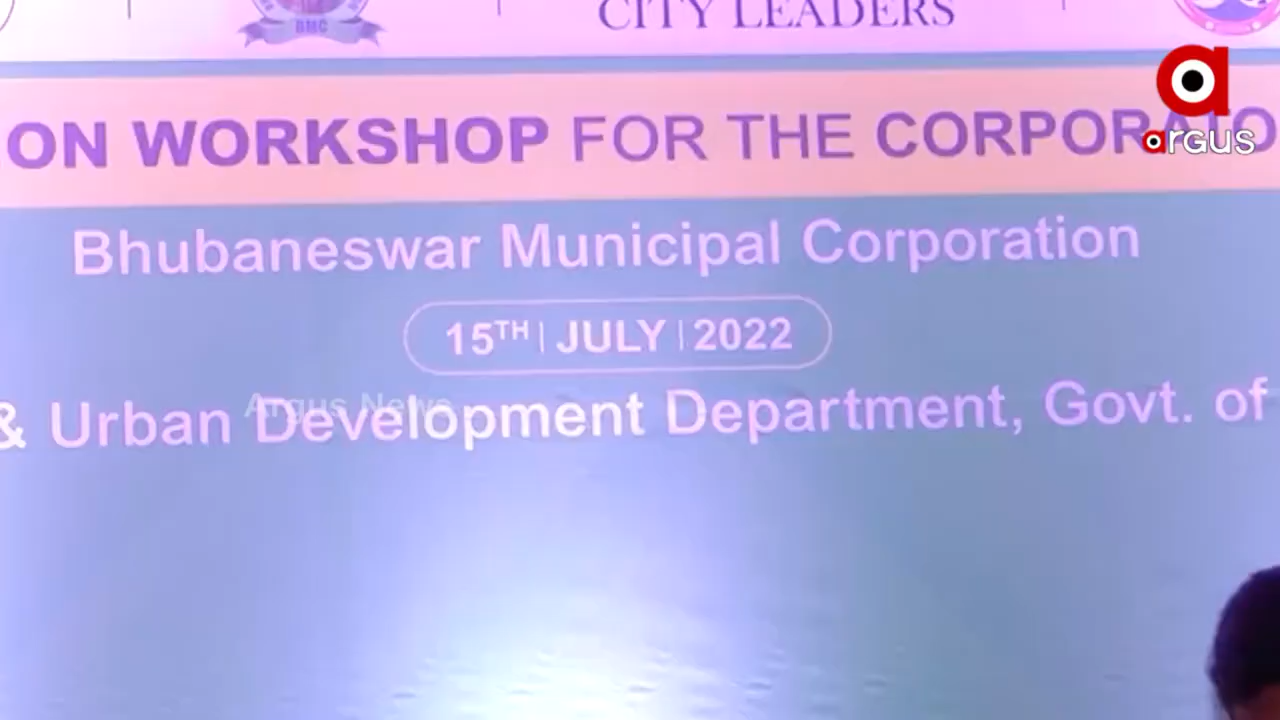 BMC
CITY LEADERS
ON WORKSHOP FOR THE CORPORATO
argus
Bhubaneswar Municipal Corporation
15TH | JULY | 2022
& Urban Development Department, Govt. of
Argus News